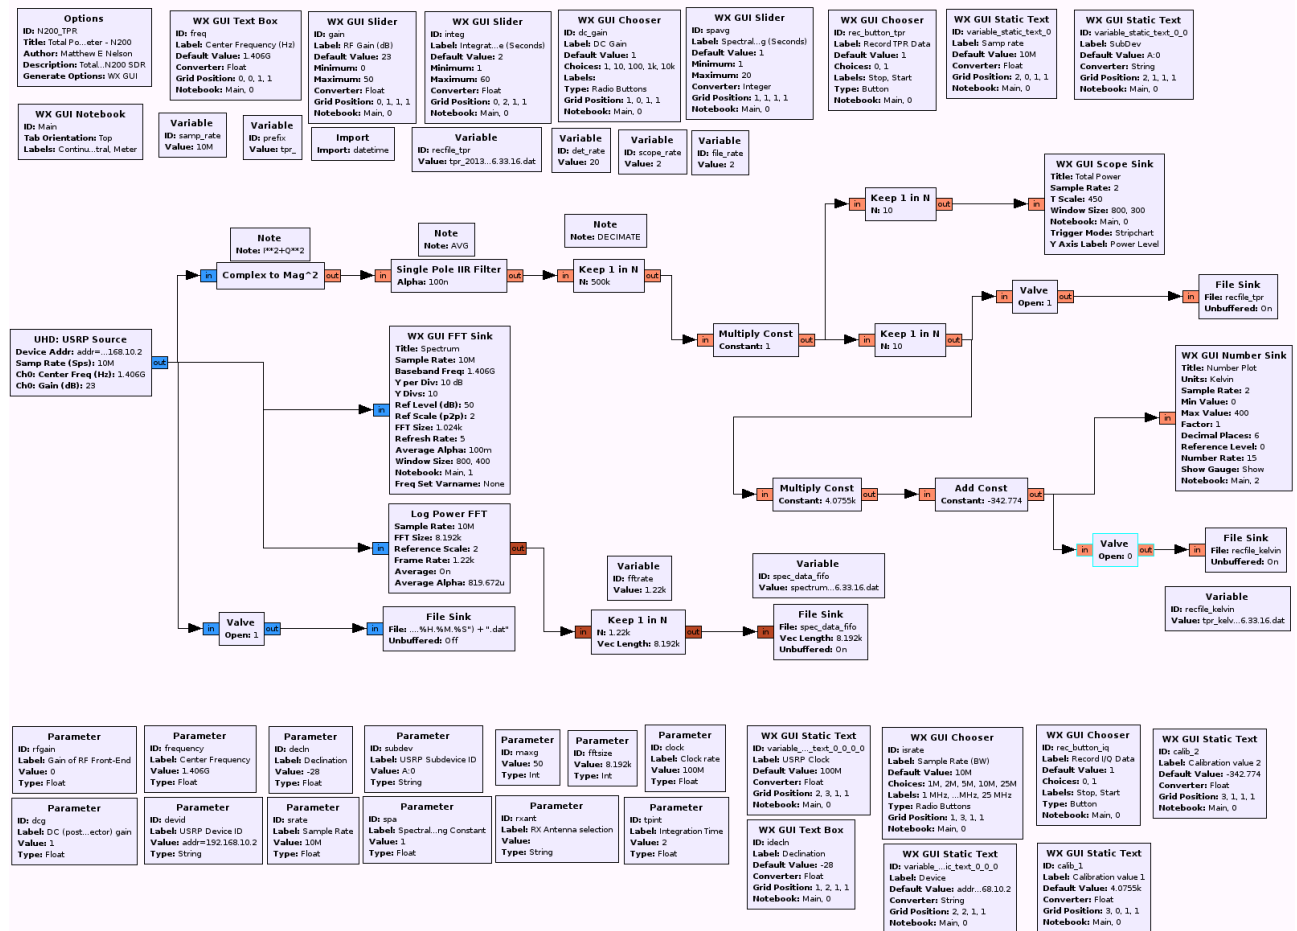 Options
ID: N200_TPR
Title: Total Po...eter - N200
Author: Matthew E Nelson
Description: Total...N200 SDR
Generate Options: WX GUI
WX GUI Text Box
ID: freq
Label: Center Frequency (Hz)
Default Value: 1.406G
Converter: Float
Grid Position: 0, 0, 1, 1
Notebook: Main, 0
WX GUI Slider
ID: gain
Label: RF Gain (dB)
Default Value: 23
Minimum: 0
Maximum: 50
Converter: Float
Grid Position: 0, 1, 1, 1
Notebook: Main, 0
WX GUI Slider
ID: integ
Label: Integrat...e (Seconds)
Default Value: 2
Minimum: 1
Maximum: 60
Converter: Float
Grid Position: 0, 2, 1, 1
Notebook: Main, 0
WX GUI Chooser
ID: dc_gain
Label: DC Gain
Default Value: 1
Choices: 1, 10, 100, 1k, 10k
Labels:
Type: Radio Buttons
Grid Position: 1, 0, 1, 1
Notebook: Main, 0
WX GUI Slider
ID: spavg
Label: Spectral...g (Seconds)
Default Value: 1
Minimum: 1
Maximum: 20
Converter: Integer
Grid Position: 1, 1, 1, 1
Notebook: Main, 0
WX GUI Chooser
ID: rec_button_tpr
Label: Record TPR Data
Default Value: 1
Choices: 0, 1
Labels: Stop, Start
Type: Button
Notebook: Main, 0
WX GUI Static Text
ID: variable_static_text_0
Label: Samp rate
Default Value: 10M
Converter: Float
Grid Position: 2, 0, 1, 1
Notebook: Main, 0
WX GUI Static Text
ID: variable_static_text_0_0
Label: SubDev
Default Value: A:0
Converter: String
Grid Position: 2, 1, 1, 1
Notebook: Main, 0
WX GUI Notebook
ID: Main
Tab Orientation: Top
Labels: Continu...tral, Meter
Variable
ID: samp_rate
Value: 10M
Variable
ID: prefix
Value: tpr_
Import
Import: datetime
Variable
ID: recfile_tpr
Value: tpr_2013...6.33.16.dat
Variable
ID: det_rate
Value: 20
Variable
ID: scope_rate
Value: 2
Variable
ID: file_rate
Value: 2
WX GUI Scope Sink
Title: Total Power
Sample Rate: 2
T Scale: 450
Window Size: 800, 300
Notebook: Main, 0
Trigger Mode: Stripchart
Y Axis Label: Power Level
in
Keep 1 in N
N: 10
out
in
Note
Note: I**2+Q**2
Note
Note: AVG
Note
Note: DECIMATE
in
Complex to Mag^2
out
in
Single Pole IIR Filter
Alpha: 100n
out
in
Keep 1 in N
N: 500k
out
in
Valve
Open: 1
out
in
File Sink
File: recfile_tpr
Unbuffered: On
in
Multiply Const
Constant: 1
out
in
Keep 1 in N
N: 10
out
UHD: USRP Source
Device Addr: addr=...168.10.2
Samp Rate (Sps): 10M
Ch0: Center Freq (Hz): 1.406G
Ch0: Gain (dB): 23
out
in
WX GUI FFT Sink
Title: Spectrum
Sample Rate: 10M
Baseband Freq: 1.406G
Y per Div: 10 dB
Y Divs: 10
Ref Level (dB): 50
Ref Scale (p2p): 2
FFT Size: 1.024k
Refresh Rate: 5
Average Alpha: 100m
Window Size: 800, 400
Notebook: Main, 1
Freq Set Varname: None
in
WX GUI Number Sink
Title: Number Plot
Units: Kelvin
Sample Rate: 2
Min Value: 0
Max Value: 400
Factor: 1
Decimal Places: 6
Reference Level: 0
Number Rate: 15
Show Gauge: Show
Notebook: Main, 2
in
Multiply Const
Constant: 4.0755k
out
in
Add Const
Constant: -342.774
out
in
Log Power FFT
Sample Rate: 10M
FFT Size: 8.192k
Reference Scale: 2
Frame Rate: 1.22k
Average: On
Average Alpha: 819.672u
out
in
Valve
Open: 0
out
in
File Sink
File: recfile_kelvin
Unbuffered: On
Variable
ID: fftrate
Value: 1.22k
Variable
ID: spec_data_fifo
Value: spectrum...6.33.16.dat
Variable
ID: recfile_kelvin
Value: tpr_kelv...6.33.16.dat
in
Valve
Open: 1
out
in
File Sink
File: ....%H.%M.%S") + ".dat"
Unbuffered: Off
in
Keep 1 in N
N: 1.22k
Vec Length: 8.192k
out
in
File Sink
File: spec_data_fifo
Vec Length: 8.192k
Unbuffered: On
Parameter
ID: rfgain
Label: Gain of RF Front-End
Value: 0
Type: Float
Parameter
ID: frequency
Label: Center Frequency
Value: 1.406G
Type: Float
Parameter
ID: decln
Label: Declination
Value: -28
Type: Float
Parameter
ID: subdev
Label: USRP Subdevice ID
Value: A:0
Type: String
Parameter
ID: maxg
Value: 50
Type: Int
Parameter
ID: fftsize
Value: 8.192k
Type: Int
Parameter
ID: clock
Label: Clock rate
Value: 100M
Type: Float
WX GUI Static Text
ID: variable_..._text_0_0_0_0
Label: USRP Clock
Default Value: 100M
Converter: Float
Grid Position: 2, 3, 1, 1
Notebook: Main, 0
WX GUI Chooser
ID: israte
Label: Sample Rate (BW)
Default Value: 10M
Choices: 1M, 2M, 5M, 10M, 25M
Labels: 1 MHz, ...MHz, 25 MHz
Type: Radio Buttons
Grid Position: 1, 3, 1, 1
Notebook: Main, 0
WX GUI Chooser
ID: rec_button_iq
Label: Record I/Q Data
Default Value: 1
Choices: 0, 1
Labels: Stop, Start
Type: Button
Notebook: Main, 0
WX GUI Static Text
ID: calib_2
Label: Calibration value 2
Default Value: -342.774
Converter: Float
Grid Position: 3, 1, 1, 1
Notebook: Main, 0
Parameter
ID: dcg
Label: DC (post...ector) gain
Value: 1
Type: Float
Parameter
ID: devid
Label: USRP Device ID
Value: addr=192.168.10.2
Type: String
Parameter
ID: srate
Label: Sample Rate
Value: 10M
Type: Float
Parameter
ID: spa
Label: Spectral...ng Constant
Value: 1
Type: Float
Parameter
ID: rxant
Label: RX Antenna selection
Value:
Type: String
Parameter
ID: tpint
Label: Integration Time
Value: 2
Type: Float
WX GUI Text Box
ID: idecln
Label: Declination
Default Value: -28
Converter: Float
Grid Position: 1, 2, 1, 1
Notebook: Main, 0
WX GUI Static Text
ID: variable_...ic_text_0_0_0
Label: Device
Default Value: addr...68.10.2
Converter: String
Grid Position: 2, 2, 1, 1
Notebook: Main, 0
WX GUI Static Text
ID: calib_1
Label: Calibration value 1
Default Value: 4.0755k
Converter: Float
Grid Position: 3, 0, 1, 1
Notebook: Main, 0